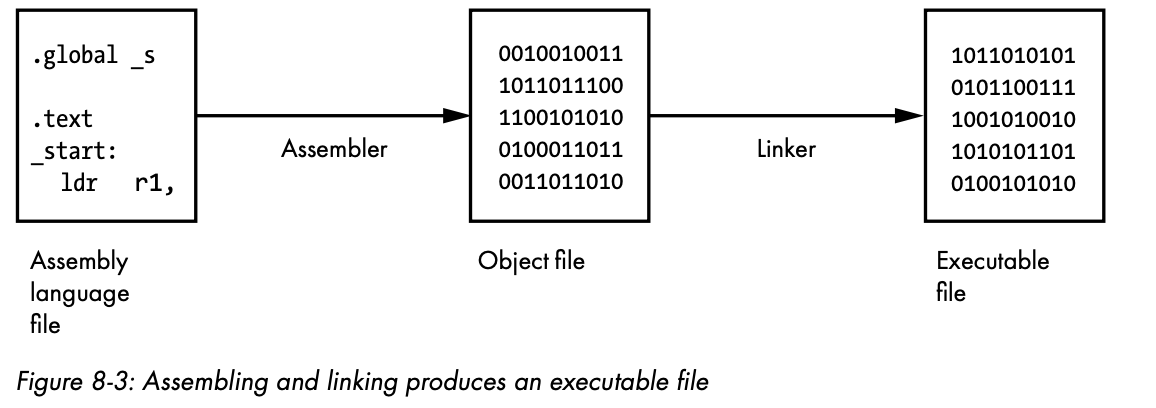 .global _s
.text
_start:
ldr r1,
Assembler
0010010011
1011011100
1100101010
0100011011
0011011010
Linker
1011010101
0101100111
1001010010
1010101101
0100101010
Assembly
language
file
Object file
Executable
file
Figure 8-3: Assembling and linking produces an executable file